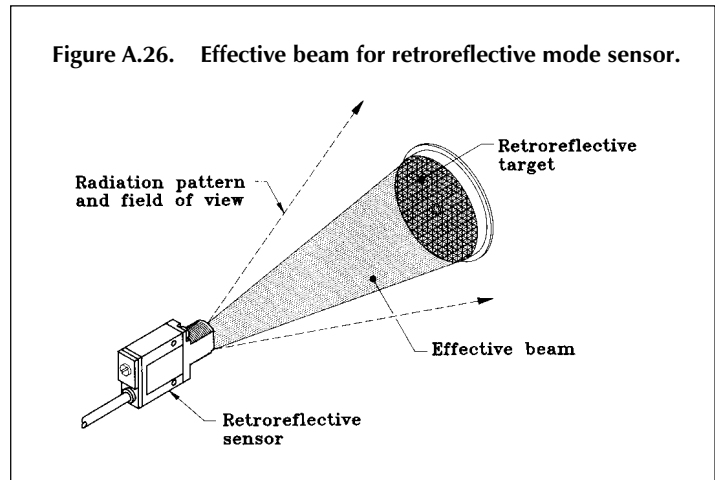 Figure A.26. Effective beam for retroreflective mode sensor.
Retroreflective
target
Radiation pattern
and field of view
Effective beam
Retroreflective
sensor